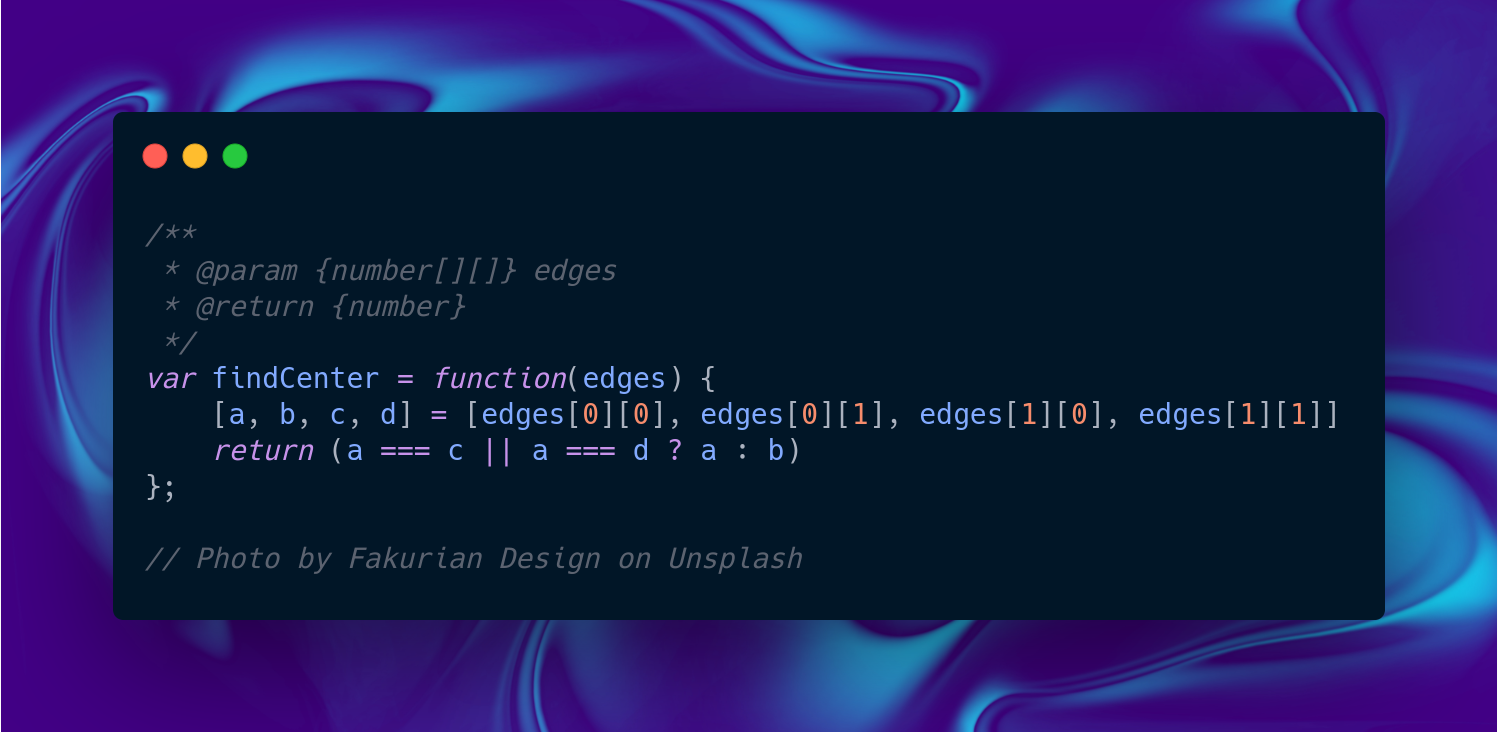 /**
 * @param {number[][]} edges
 * @return {number}
 */
var findCenter = function(edges) {
    [a, b, c, d] = [edges[0][0], edges[0][1], edges[1][0], edges[1][1]]
    return (a === c || a === d ? a : b)
};
// Photo by Fakurian Design on Unsplash